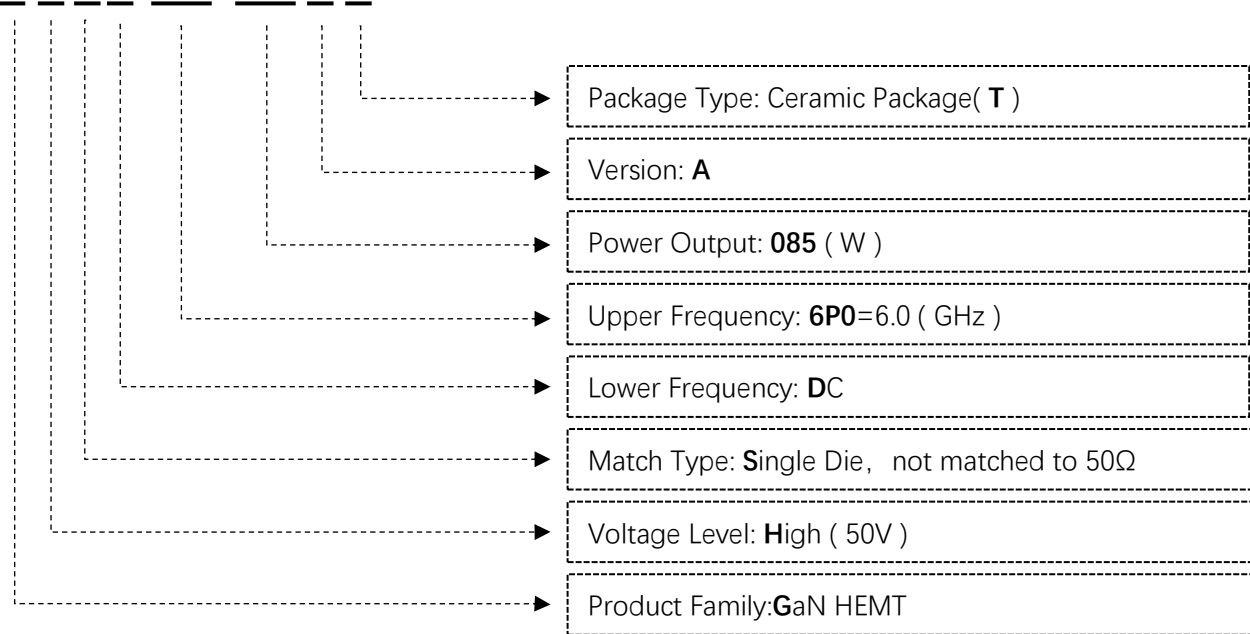 Package Type: Ceramic Package( T )
Version: A
Power Output: 085 ( W )
Upper Frequency: 6P0=6.0 ( GHz )
Lower Frequency: DC
Match Type: Single Die, not matched to 50Ω
Voltage Level: High ( 50V )
Product Family:GaN HEMT